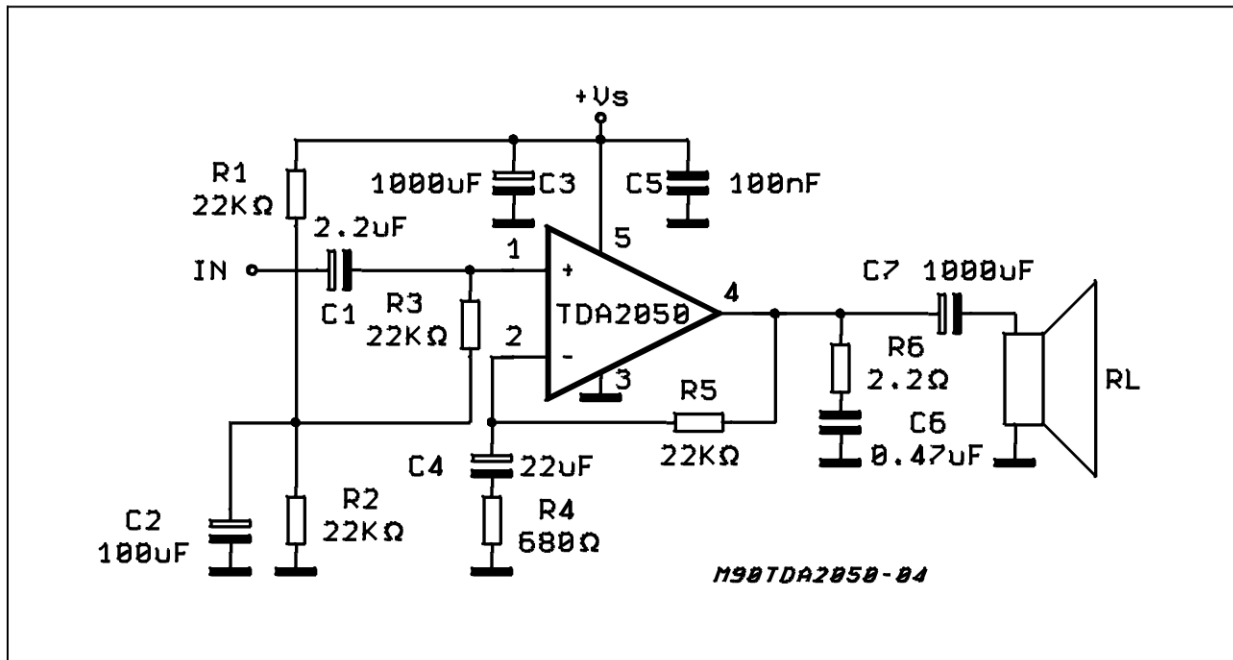 +Vs
R1
22KΩ
1000uF
C3
C5
100nF
2.2uF
IN
C1
R3
22KΩ
1
+
2
-
TDA2050
5
3
4
C7 1000uF
R5
22KΩ
R6
2.2Ω
C6
0.47uF
RL
C4
22uF
R4
680Ω
C2
100uF
R2
22KΩ
M90TDA2050-04